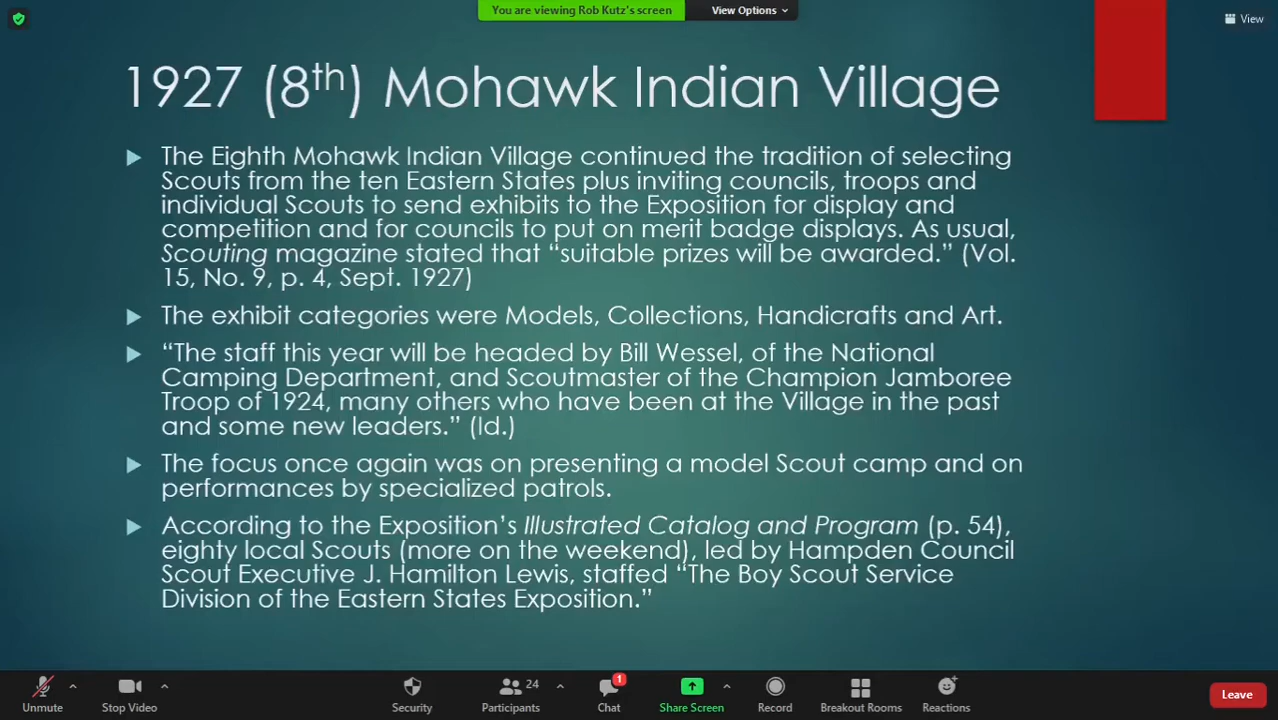 You are viewing Rob Kutz's screen
View Options
View
1927 (8th) Mohawk Indian Village
The Eighth Mohawk Indian Village continued the tradition of selecting
Scouts from the ten Eastern States plus inviting councils, troops and
individual Scouts to send exhibits to the Exposition for display and
competition and for councils to put on merit badge displays. As usual,
Scouting magazine stated that “suitable prizes will be awarded.” (Vol.
15, No. 9, p. 4, Sept. 1927)
The exhibit categories were Models, Collections, Handicrafts and Art.
“The staff this year will be headed by Bill Wessel, of the National
Camping Department, and Scoutmaster of the Champion Jamboree
Troop of 1924, many others who have been at the Village in the past
and some new leaders.” (Id.)
The focus once again was on presenting a model Scout camp and on
performances by specialized patrols.
According to the Exposition’s Illustrated Catalog and Program (p. 54),
eighty local Scouts (more on the weekend), led by Hampden Council
Scout Executive J. Hamilton Lewis, staffed “The Boy Scout Service
Division of the Eastern States Exposition.”
24
1
Unmute
Stop Video
Security
Participants
Chat
Share Screen
Record
Breakout Rooms
Reactions
Leave